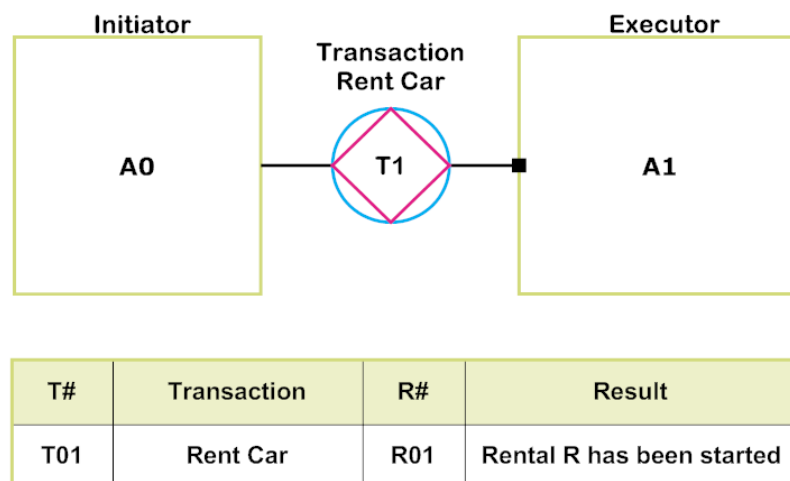 Initiator
Executor
Transaction
Rent Car
A0
T1
A1
T# Transaction R# Result
T01 Rent Car R01 Rental R has been started